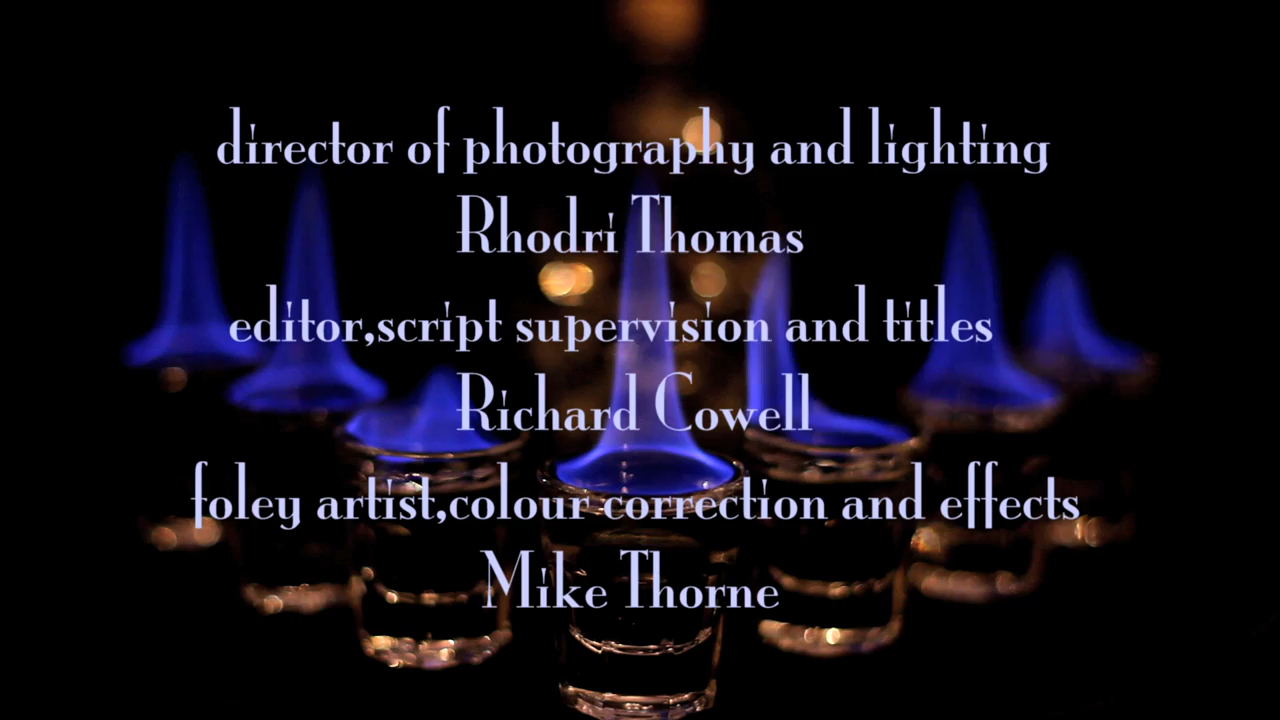 director of photography and lighting
Rhodri Thomas
editor,script supervision and titles
Richard Cowell
foley artist,colour correction and effects
Mike Thorne